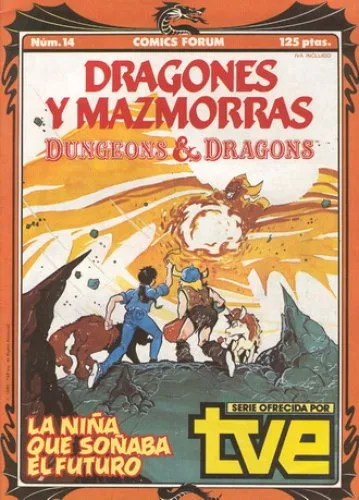 Núm. 14
COMICS FORUM
125 ptas.
IVA INCLUIDO
DRAGONES
Y MAZMORRAS
DUNGEONS & DRAGONS
LA NIÑA
QUE SOÑABA
EL FUTURO
SERIE OFRECIDA POR
tve